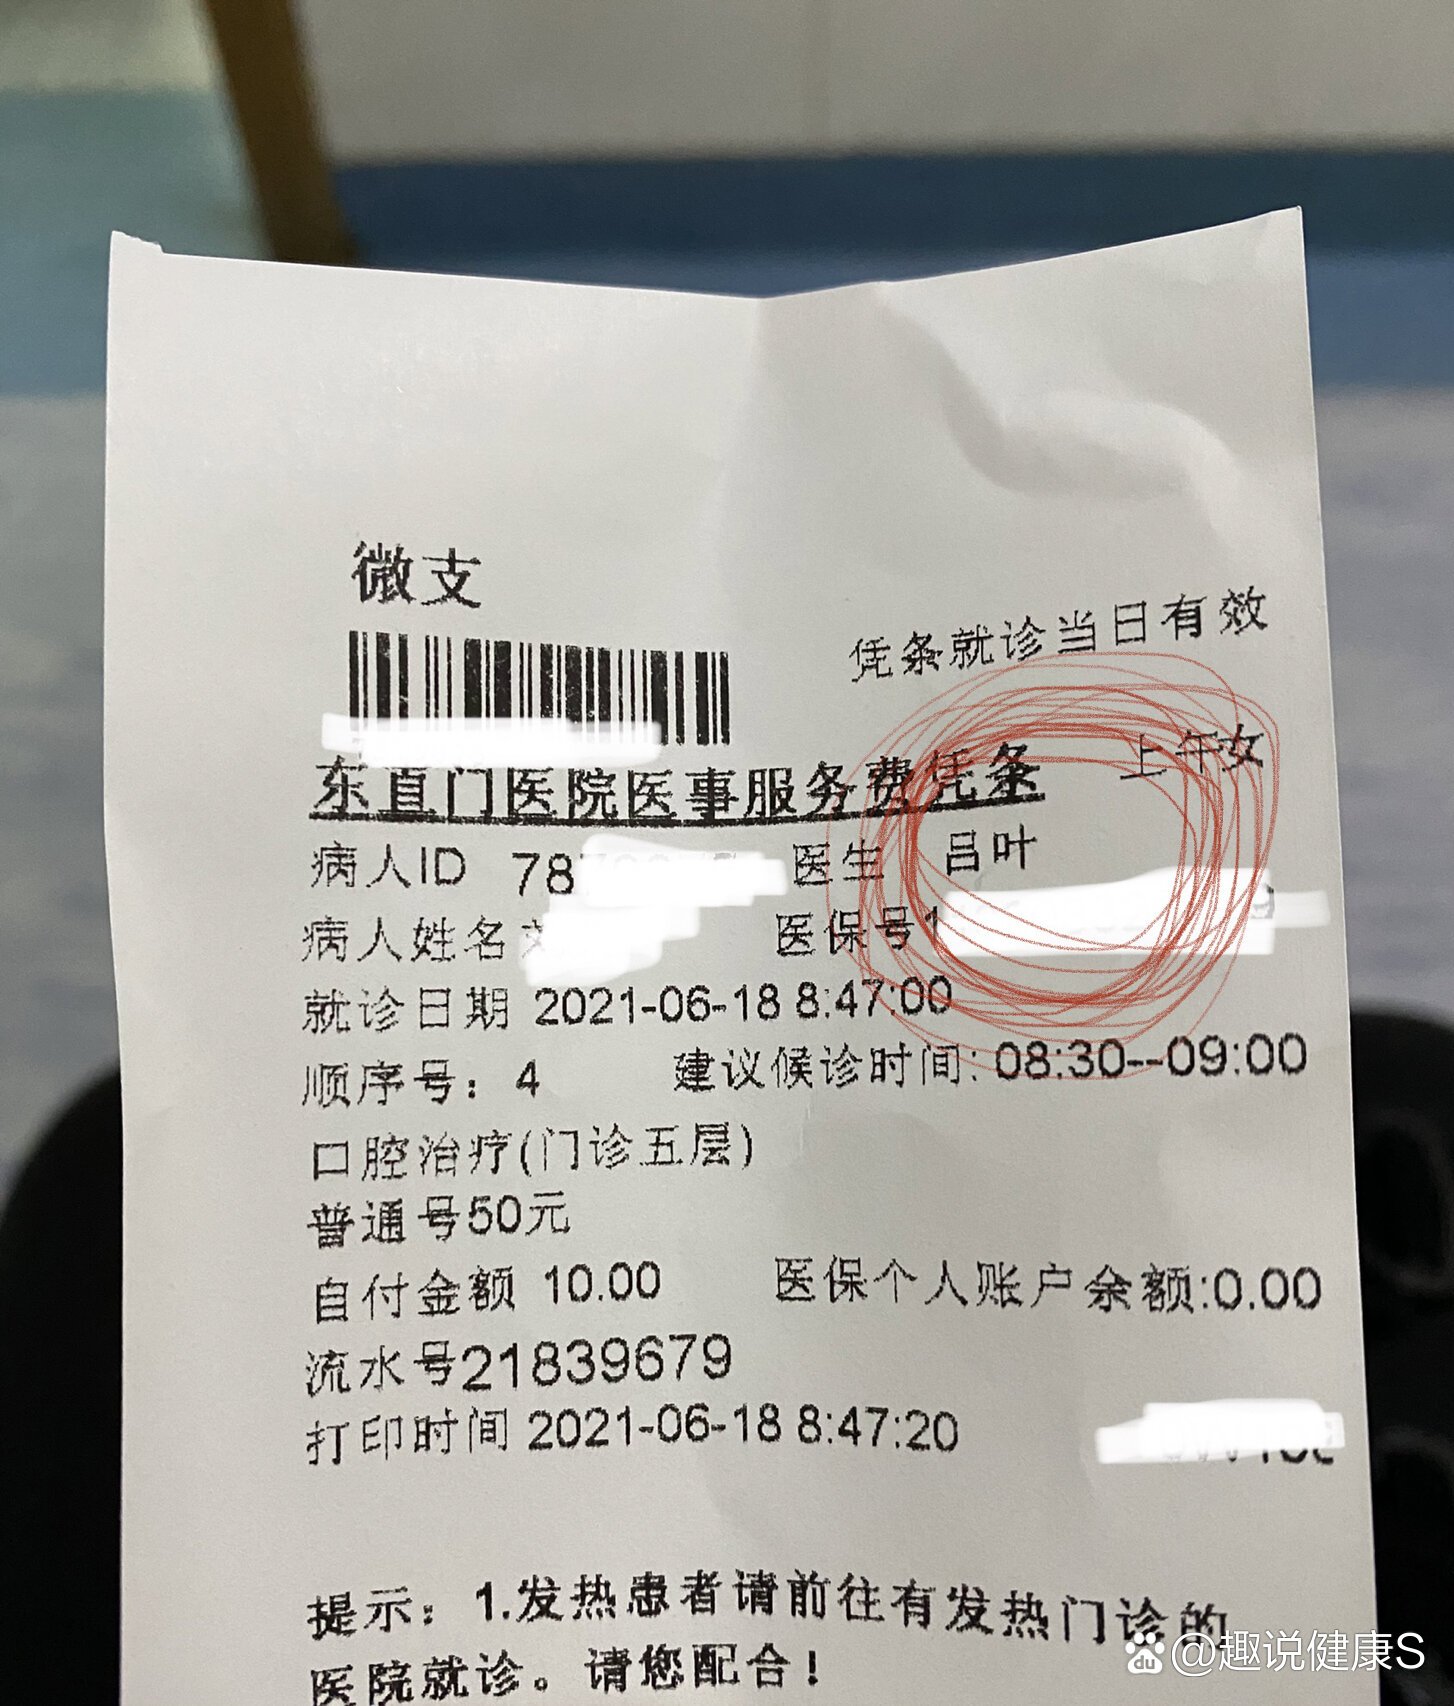 微支
凭条就诊当日有效
上午女
东直门医院医事服务费凭条
病人ID 78 医生 吕叶
病人姓名 医保号1
就诊日期 2021-06-18 8:47:00
顺序号：4 建议候诊时间: 08:30--09:00
口腔治疗(门诊五层)
普通号50元
自付金额 10.00 医保个人账户余额:0.00
流水号21839679
打印时间 2021-06-18 8:47:20
提示：1.发热患者请前往有发热门诊的
医院就诊。请您配合！
du @趣说健康S